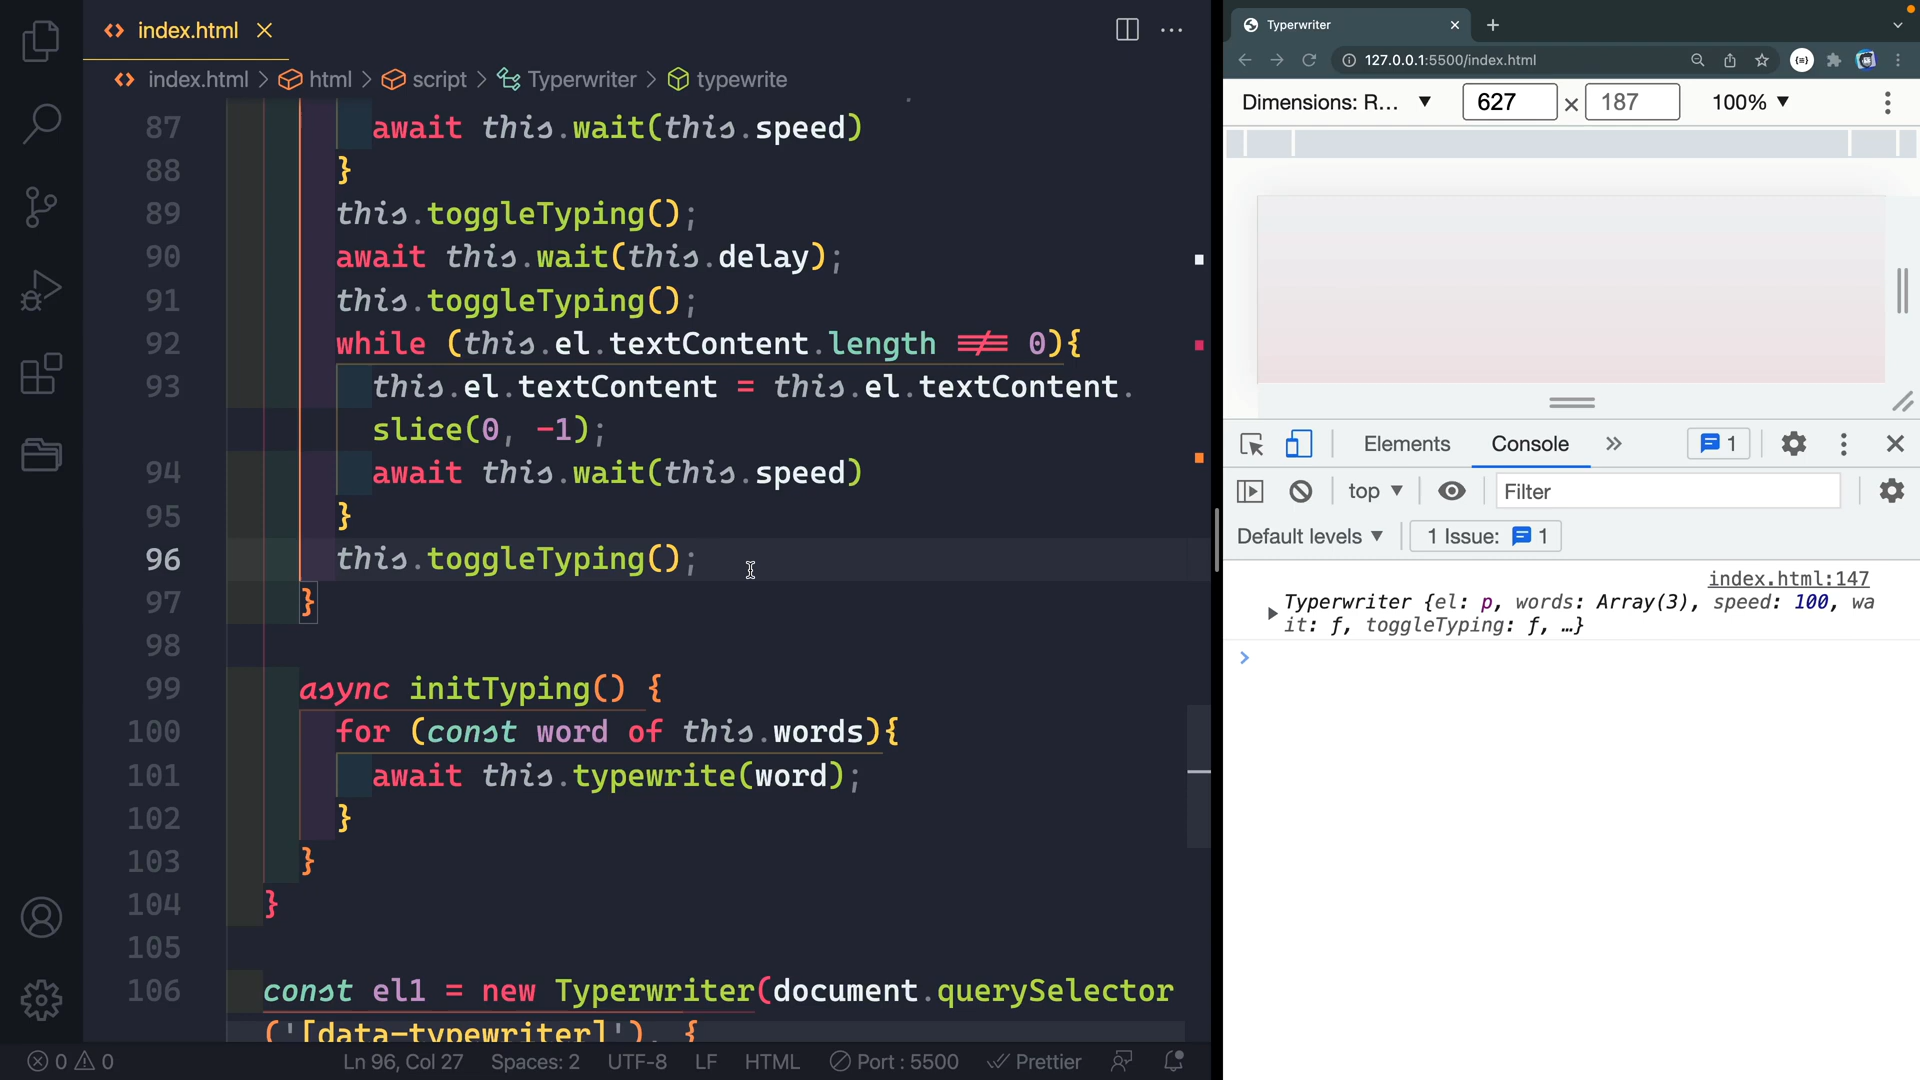 index.html
index.html > html > script > Typerwriter > typewrite
87 await this.wait(this.speed)
88 }
89 this.toggleTyping();
90 await this.wait(this.delay);
91 this.toggleTyping();
92 while (this.el.textContent.length !== 0){
93 this.el.textContent = this.el.textContent.
slice(0, -1);
94 await this.wait(this.speed)
95 }
96 this.toggleTyping();
97 }
98
99 async initTyping() {
100 for (const word of this.words){
101 await this.typewrite(word);
102 }
103 }
104 }
105
106 const el1 = new Typerwriter(document.querySelector
('[data-typewriter]'), {
0 0 Ln 96, Col 27 Spaces: 2 UTF-8 LF HTML Port : 5500 Prettier
Typerwriter
127.0.0.1:5500/index.html
Dimensions: R... 627 × 187 100%
Elements Console 1
top Filter
Default levels 1 Issue: 1
index.html:147
Typerwriter {el: p, words: Array(3), speed: 100, wa
it: ƒ, toggleTyping: ƒ, …}